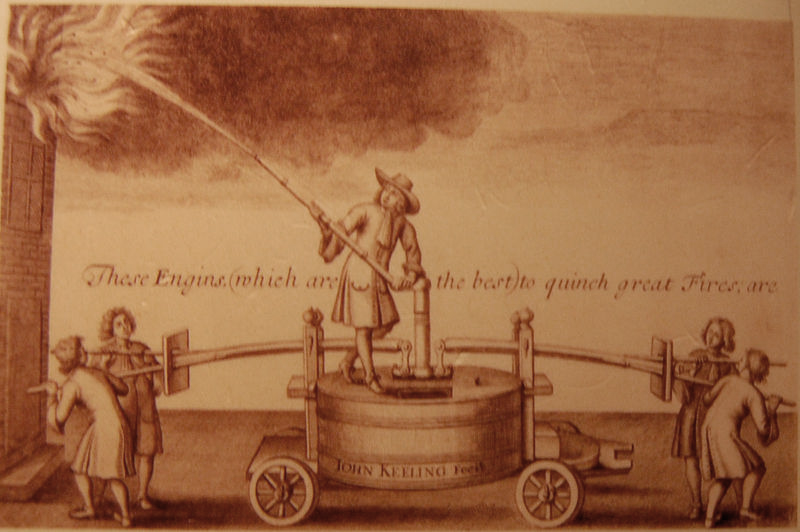 These Engins, (which are the best) to quinch great Fires, are
JOHN KEELING Fecit